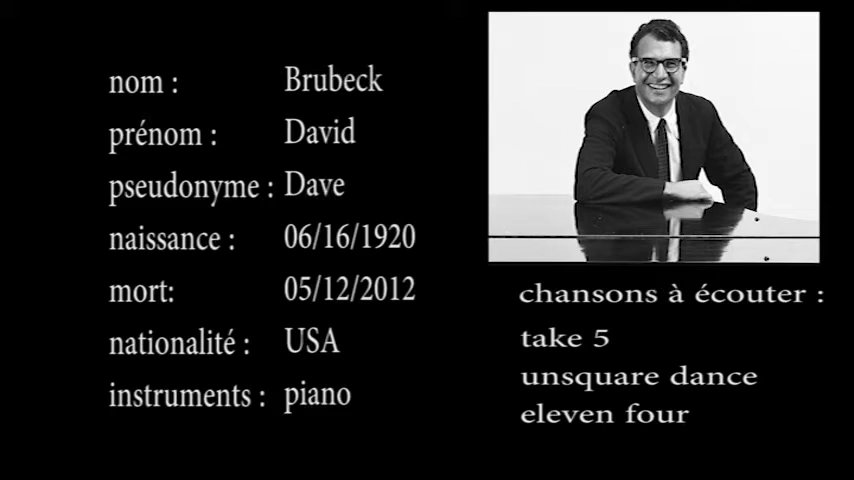 nom : Brubeck
prénom : David
pseudonyme : Dave
naissance : 06/16/1920
mort: 05/12/2012
nationalité : USA
instruments : piano
chansons à écouter :
take 5
unsquare dance
eleven four